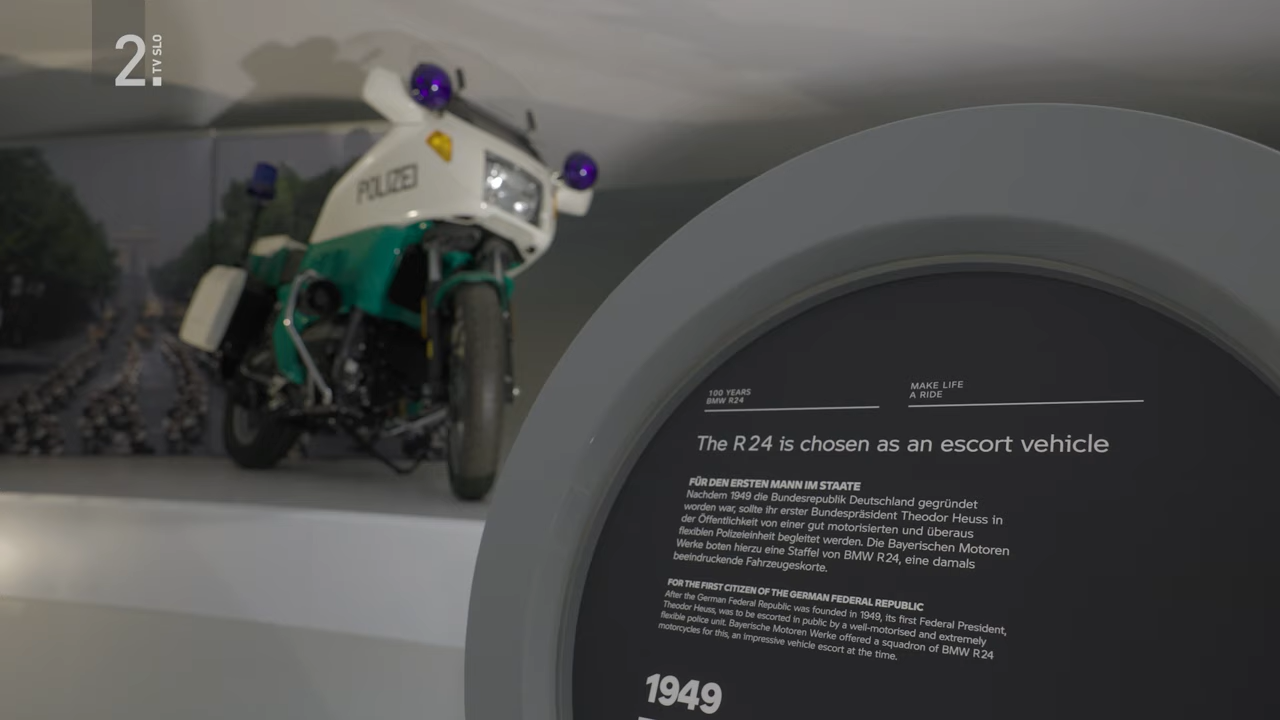 2.
TV SLO
POLIZEI
100 YEARS
BMW R24
MAKE LIFE
A RIDE
The R 24 is chosen as an escort vehicle
FÜR DEN ERSTEN MANN IM STAATE
Nachdem 1949 die Bundesrepublik Deutschland gegründet
worden war, sollte ihr erster Bundespräsident Theodor Heuss in
der Öffentlichkeit von einer gut motorisierten und überaus
flexiblen Polizeieinheit begleitet werden. Die Bayerischen Motoren
Werke boten hierzu eine Staffel von BMW R 24, eine damals
beeindruckende Fahrzeugeskorte.
FOR THE FIRST CITIZEN OF THE GERMAN FEDERAL REPUBLIC
After the German Federal Republic was founded in 1949, its first Federal President,
Theodor Heuss, was to be escorted in public by a well-motorised and extremely
flexible police unit. Bayerische Motoren Werke offered a squadron of BMW R 24
motorcycles for this, an impressive vehicle escort at the time.
1949